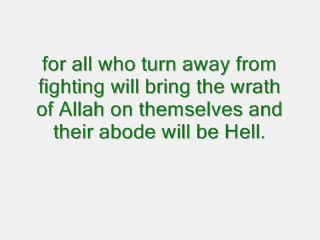 for all who turn away from
fighting will bring the wrath
of Allah on themselves and
their abode will be Hell.